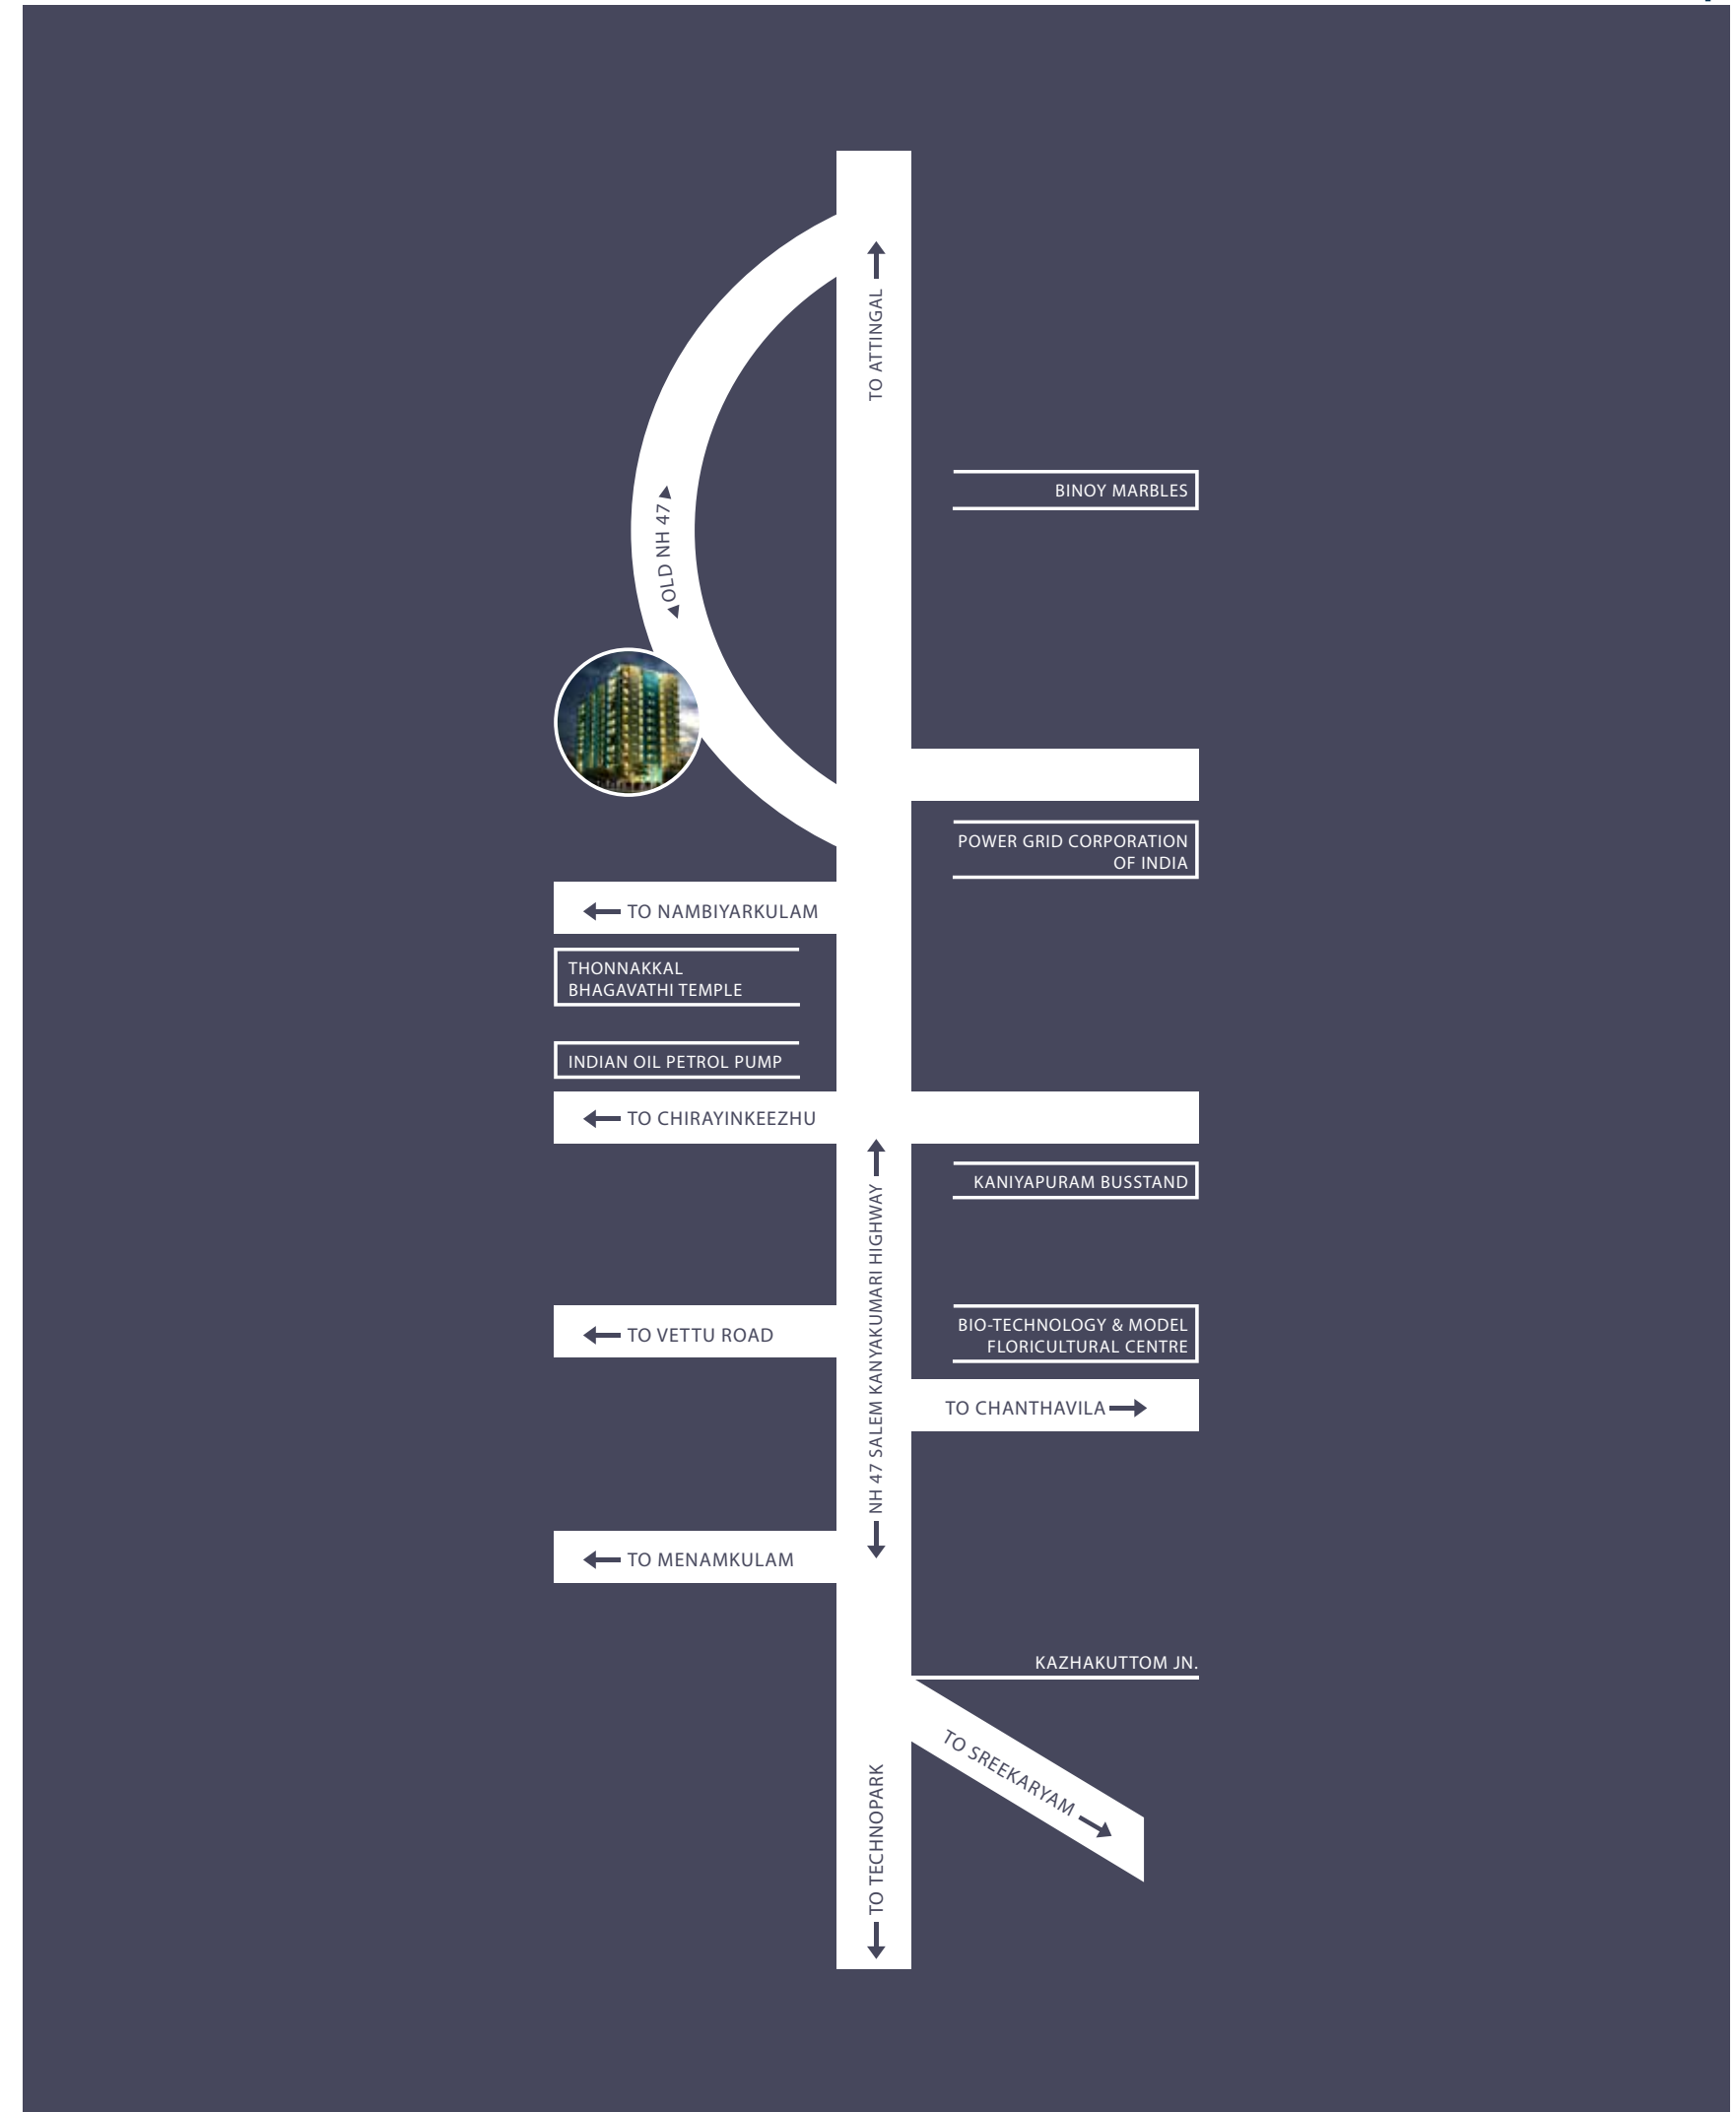 TO ATTINGAL
BINOY MARBLES
OLD NH 47
POWER GRID CORPORATION
OF INDIA
TO NAMBIYARKULAM
THONNAKKAL
BHAGAVATHI TEMPLE
INDIAN OIL PETROL PUMP
TO CHIRAYINKEEZHU
KANIYAPURAM BUSSTAND
NH 47 SALEM KANYAKUMARI HIGHWAY
BIO-TECHNOLOGY & MODEL
FLORICULTURAL CENTRE
TO VETTU ROAD
TO CHANTHAVILA
TO MENAMKULAM
KAZHAKUTTOM JN.
TO SREEKARYAM
TO TECHNOPARK